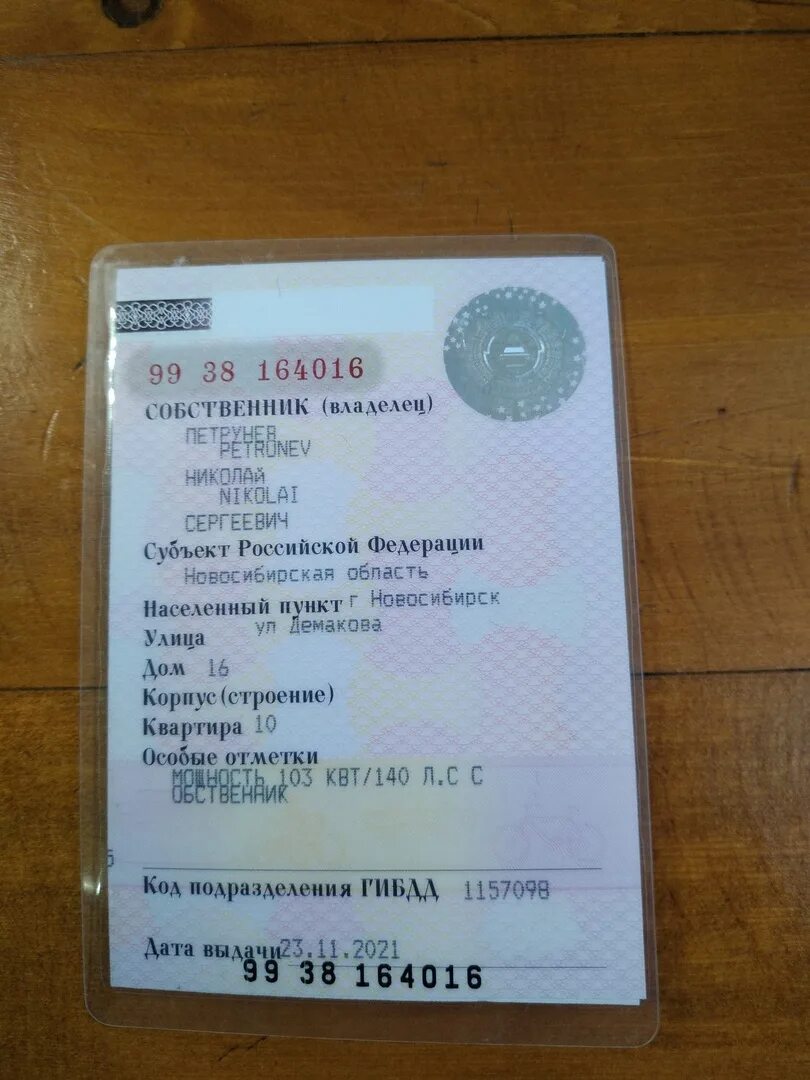 99 38 164016
СОБСТВЕННИК (владелец)
ПЕТРУНЕВ
PETRUNEV
НИКОЛАЙ
NIKOLAI
СЕРГЕЕВИЧ
Субъект Российской Федерации
Новосибирская область
Населенный пункт г Новосибирск
Улица ул Демакова
Дом 16
Корпус (строение)
Квартира 10
Особые отметки
МОЩНОСТЬ 103 КВТ/140 Л.С С
ОБСТВЕННИК
Код подразделения ГИБДД 1157098
Дата выдачи 23.11.2021
99 38 164016